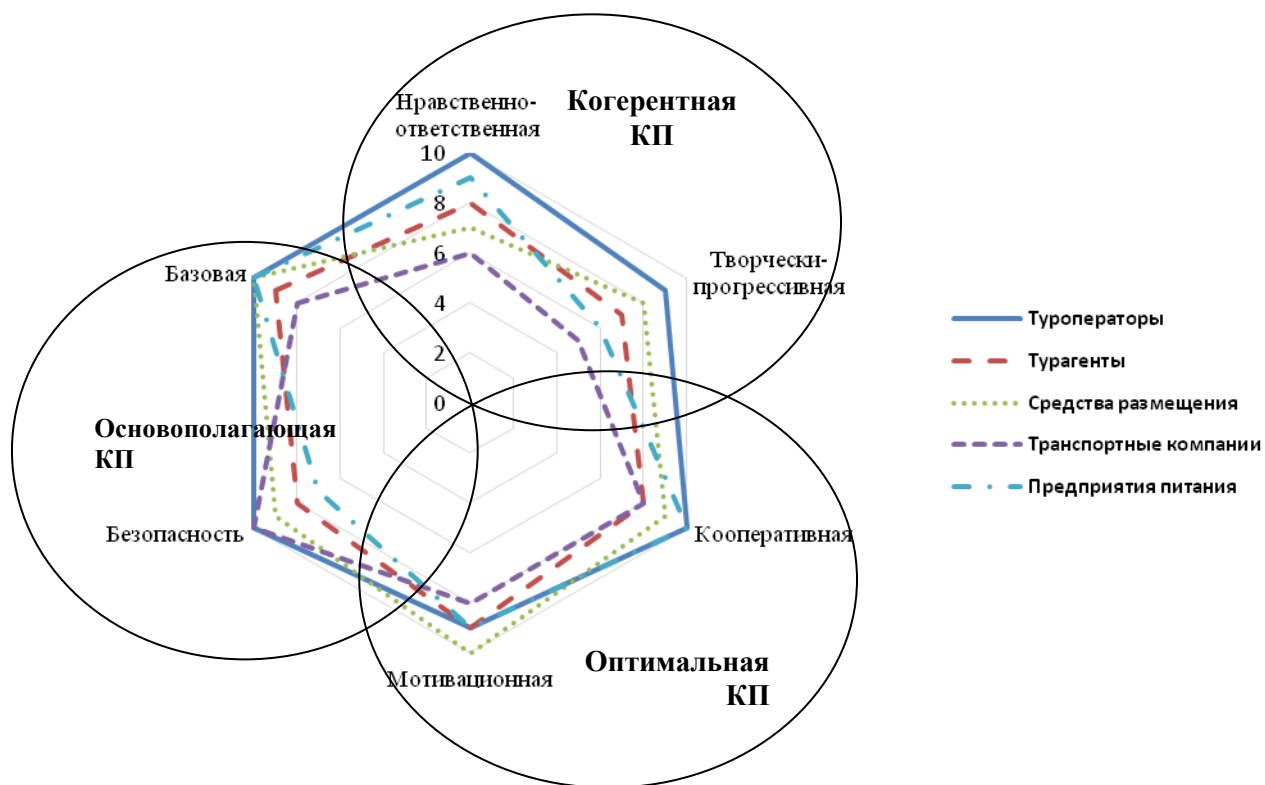 Когерентная
КП
Нравственно-
ответственная
10
8
6
4
2
0
Творчески-
прогрессивная
Базовая
Основополагающая
КП
Безопасность
Кооперативная
Мотивационная
Оптимальная
КП
Туроператоры
Турагенты
Средства размещения
Транспортные компании
Предприятия питания